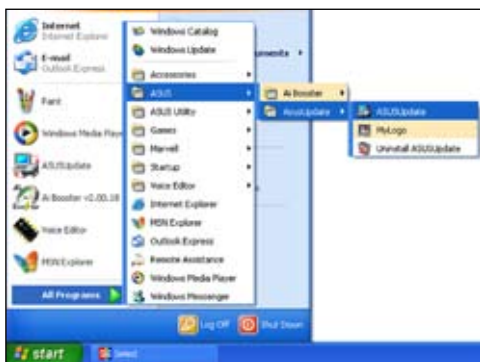 Internet
Internet Explorer
E-mail
Outlook Express
Paint
Windows Media Player
ASUSUpdate
Ai Booster v2.00.18
Voice Editor
MSN Explorer
All Programs
Windows Catalog
Windows Update
Accessories
ASUS
ASUS Utility
Games
Marvell
Startup
Voice Editor
Internet Explorer
MSN Explorer
Outlook Express
Remote Assistance
Windows Media Player
Windows Messenger
Ai Booster
AsusUpdate
ASUSUpdate
MyLogo
Uninstall ASUSUpdate
Log Off
Shut Down
start